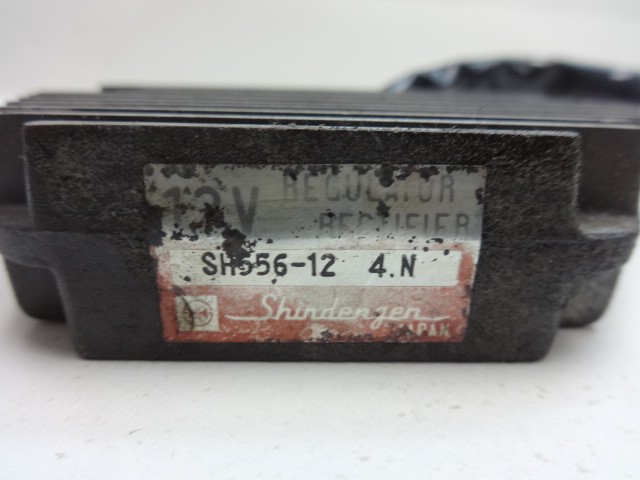 12V REGULATOR
RECTIFIER
SH556-12 4.N
Shindengen
JAPAN